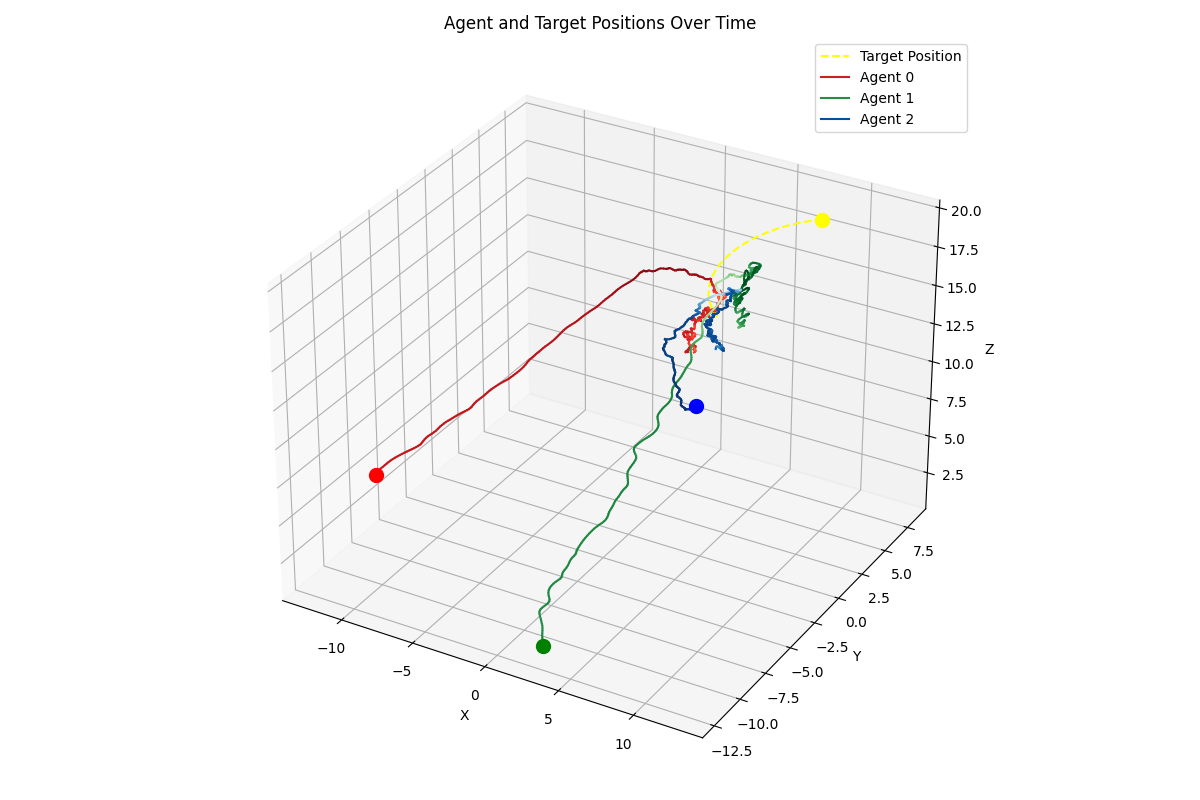 Agent and Target Positions Over Time
Target Position
Agent 0
Agent 1
Agent 2
20.0
17.5
15.0
12.5
10.0
7.5
5.0
2.5
Z
7.5
5.0
2.5
0.0
−2.5
−5.0
−7.5
−10.0
−12.5
Y
−10
−5
0
5
10
X